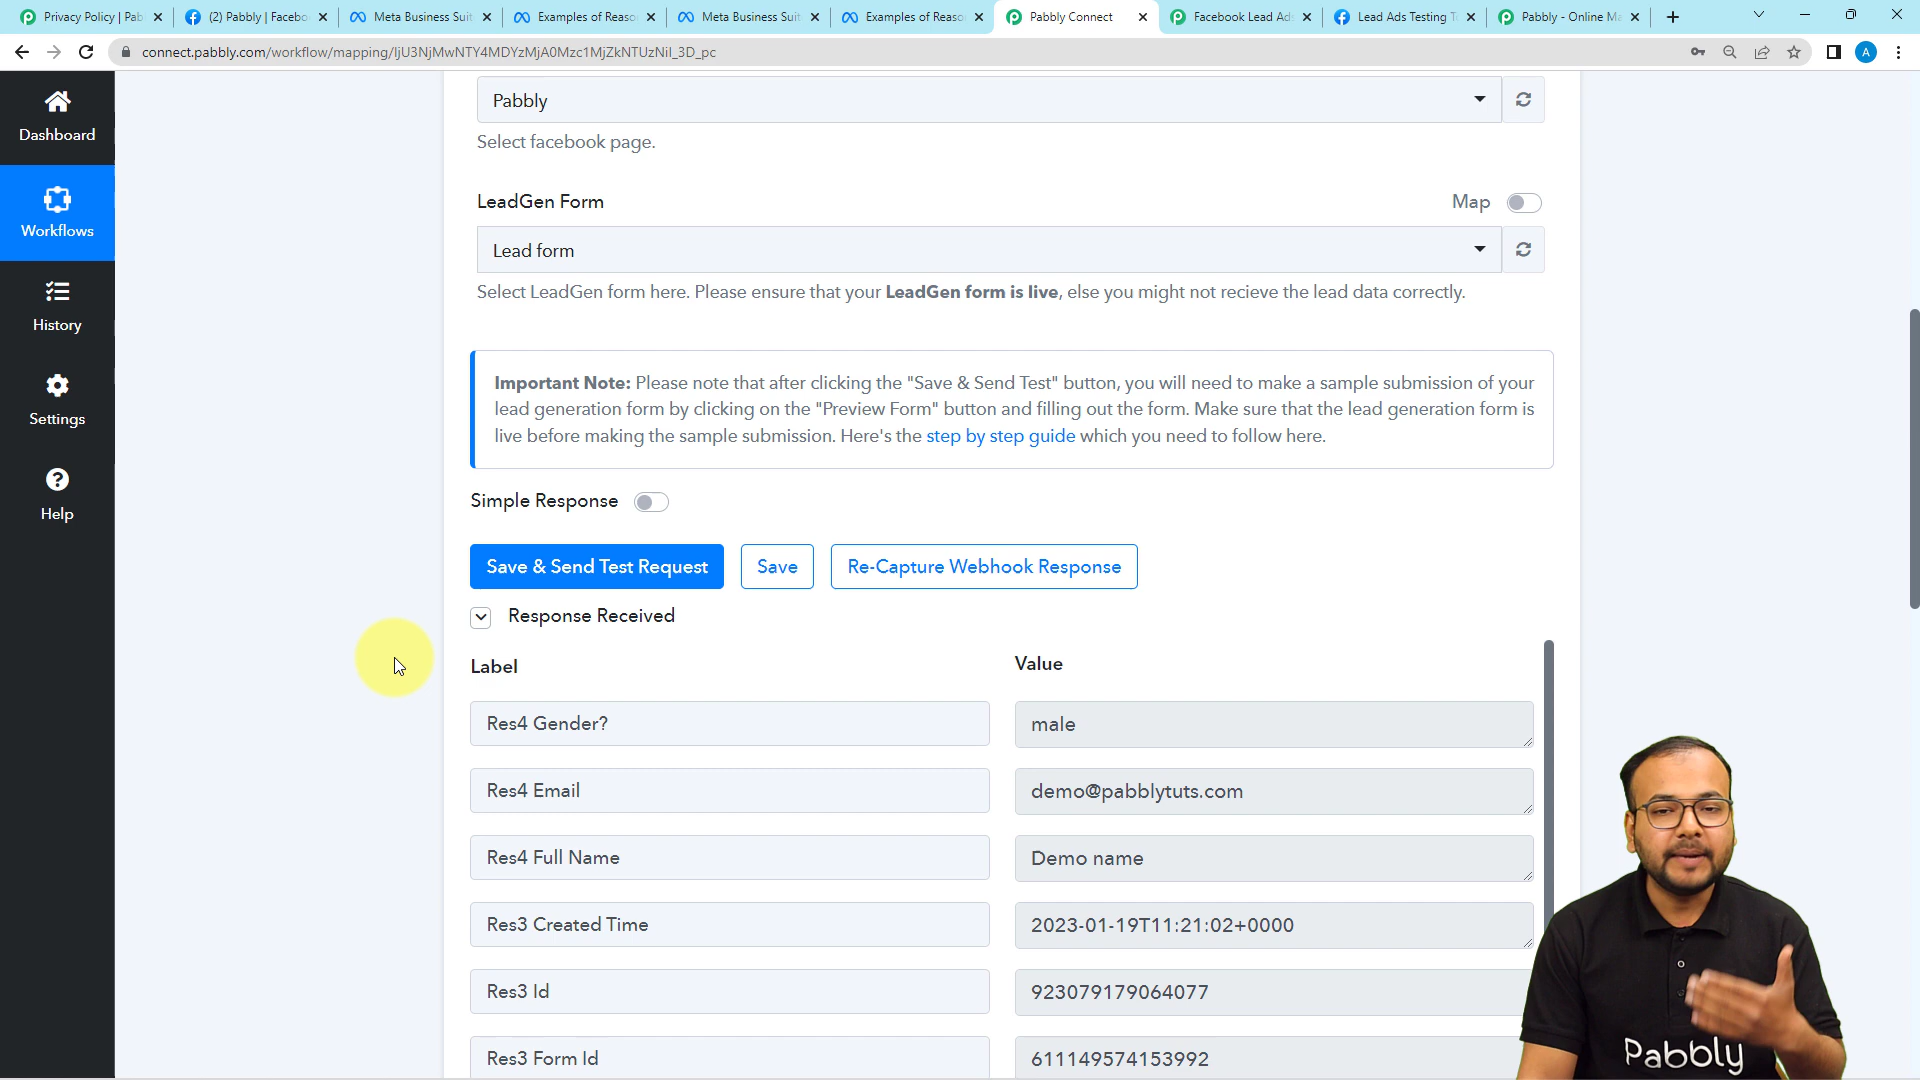 Privacy Policy | Pab
(2) Pabbly | Facebo
Meta Business Suit
Examples of Reaso
Meta Business Suit
Examples of Reaso
Pabbly Connect
Facebook Lead Ads
Lead Ads Testing T
Pabbly - Online Ma
connect.pabbly.com/workflow/mapping/IjU3NjMwNTY4MDYzMjA0Mzc1MjZkNTUzNiI_3D_pc
A
Dashboard
Workflows
History
Settings
Help
Pabbly
Select facebook page.
LeadGen Form
Map
Lead form
Select LeadGen form here. Please ensure that your LeadGen form is live, else you might not recieve the lead data correctly.
Important Note: Please note that after clicking the "Save & Send Test" button, you will need to make a sample submission of your
lead generation form by clicking on the "Preview Form" button and filling out the form. Make sure that the lead generation form is
live before making the sample submission. Here's the step by step guide which you need to follow here.
Simple Response
Save & Send Test Request
Save
Re-Capture Webhook Response
Response Received
Label
Value
Res4 Gender?
male
Res4 Email
demo@pabblytuts.com
Res4 Full Name
Demo name
Res3 Created Time
2023-01-19T11:21:02+0000
Res3 Id
923079179064077
Res3 Form Id
611149574153992
Pabbly